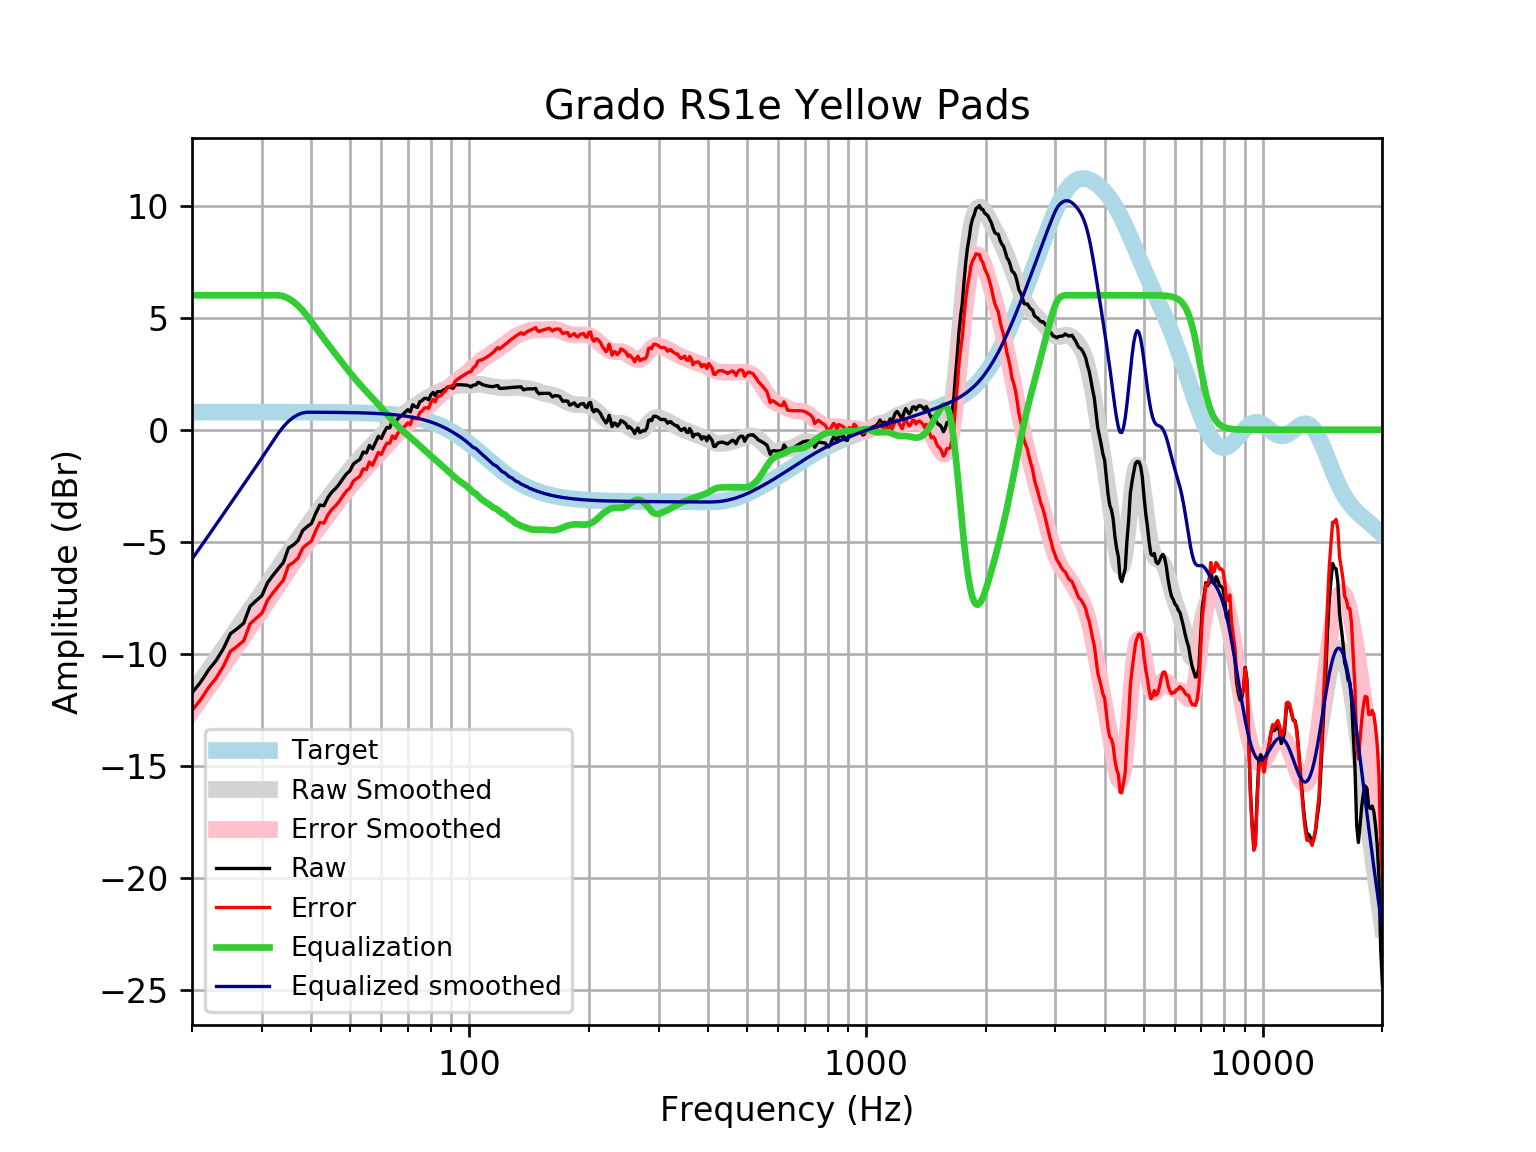 Grado RS1e Yellow Pads
Amplitude (dBr)
10
5
0
−5
−10
−15
−20
−25
Target
Raw Smoothed
Error Smoothed
Raw
Error
Equalization
Equalized smoothed
100
1000
10000
Frequency (Hz)